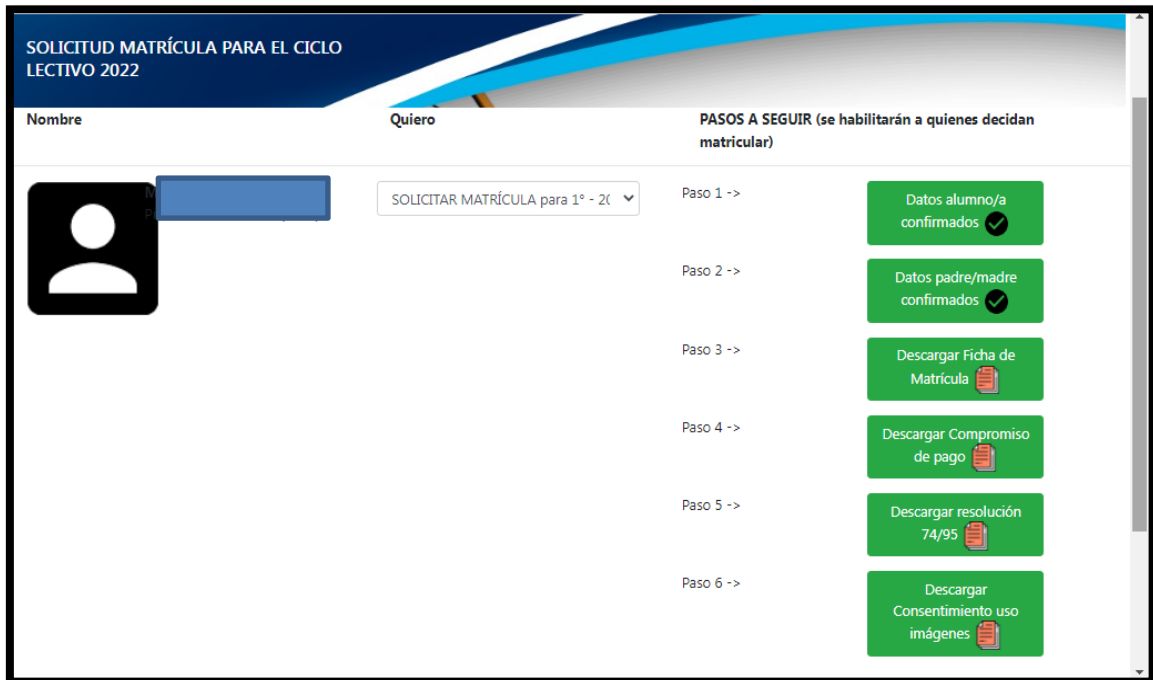 SOLICITUD MATRÍCULA PARA EL CICLO
LECTIVO 2022
Nombre
Quiero
PASOS A SEGUIR (se habilitarán a quienes decidan
matricular)
SOLICITAR MATRÍCULA para 1° - 20
Paso 1 ->
Datos alumno/a
confirmados
Paso 2 ->
Datos padre/madre
confirmados
Paso 3 ->
Descargar Ficha de
Matrícula
Paso 4 ->
Descargar Compromiso
de pago
Paso 5 ->
Descargar resolución
74/95
Paso 6 ->
Descargar
Consentimiento uso
imágenes